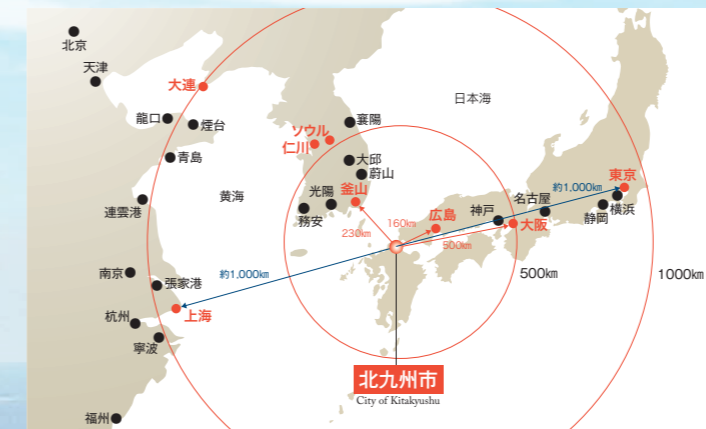 北京
天津
大連
龍口
煙台
青島
連雲港
黄海
南京
張家港
杭州
上海
寧波
福州
約1,000㎞
ソウル
仁川
襄陽
大邱
蔚山
光陽
釜山
務安
230㎞
160㎞
500㎞
日本海
広島
神戸
名古屋
大阪
約1,000㎞
東京
横浜
静岡
500㎞
1000㎞
北九州市
City of Kitakyushu